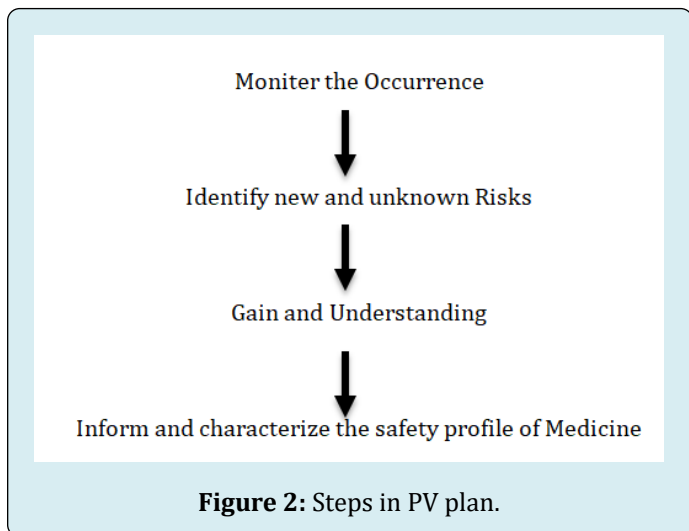 Moniter the Occurrence
Identify new and unknown Risks
Gain and Understanding
Inform and characterize the safety profile of Medicine
Figure 2: Steps in PV plan.